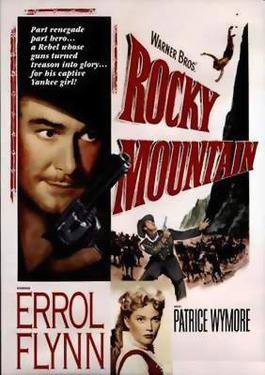 Part renegade
part hero...
a Rebel whose
guns turned
treason into glory...
for his captive
Yankee girl!
WARNER BROS'.
ROCKY
MOUNTAIN
ERROL
FLYNN
PATRICE WYMORE